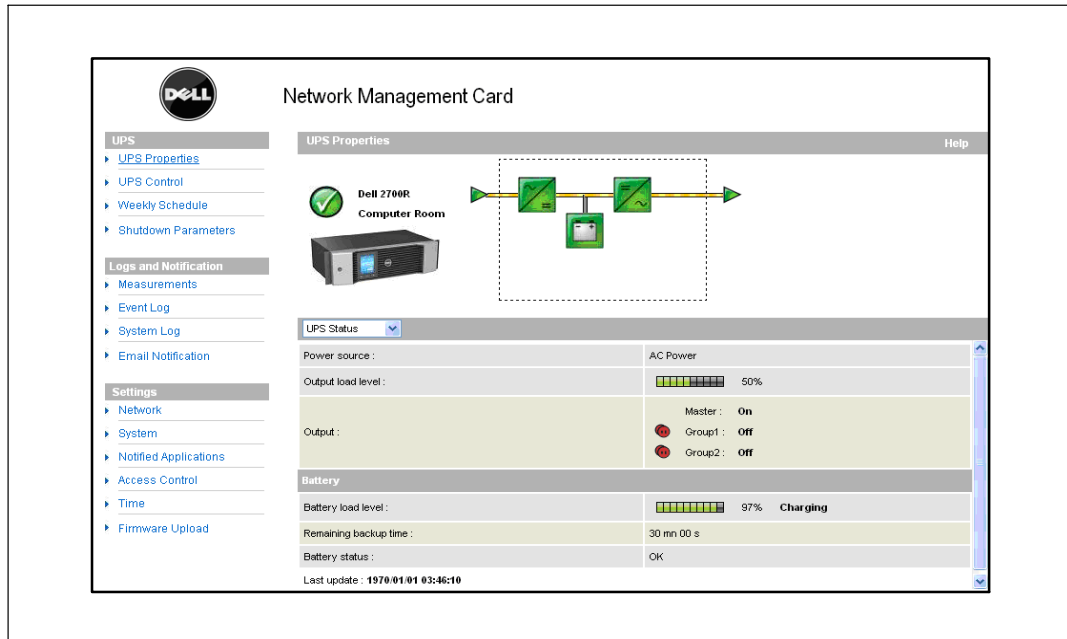 DELL
Network Management Card
UPS
UPS Properties
UPS Control
Weekly Schedule
Shutdown Parameters
Logs and Notification
Measurements
Event Log
System Log
Email Notification
Settings
Network
System
Notified Applications
Access Control
Time
Firmware Upload
UPS Properties Help
Dell 2700R
Computer Room
UPS Status
Power source : AC Power
Output load level : 50%
Output :
Master : On
Group1 : Off
Group2 : Off
Battery
Battery load level : 97% Charging
Remaining backup time : 30 mn 00 s
Battery status : OK
Last update : 1970/01/01 03:46:10